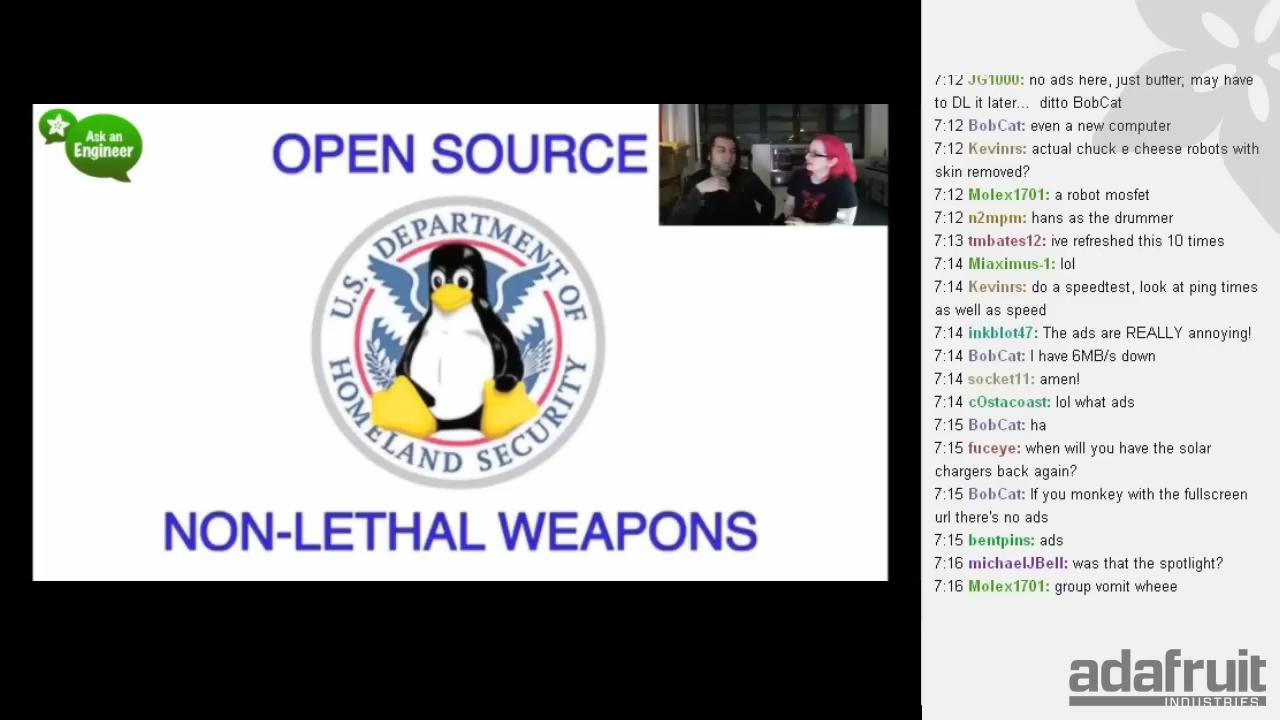 Ask an
Engineer
OPEN SOURCE
U.S. DEPARTMENT OF
HOMELAND SECURITY
NON-LETHAL WEAPONS
7:12 JG1000: no ads here, just buffer; may have
to DL it later... ditto BobCat
7:12 BobCat: even a new computer
7:12 Kevinrs: actual chuck e cheese robots with
skin removed?
7:12 Molex1701: a robot mosfet
7:12 n2mpm: hans as the drummer
7:13 tmbates12: ive refreshed this 10 times
7:14 Miaximus-1: lol
7:14 Kevinrs: do a speedtest, look at ping times
as well as speed
7:14 inkblot47: The ads are REALLY annoying!
7:14 BobCat: I have 6MB/s down
7:14 socket11: amen!
7:14 cOstacoast: lol what ads
7:15 BobCat: ha
7:15 fuceye: when will you have the solar
chargers back again?
7:15 BobCat: If you monkey with the fullscreen
url there's no ads
7:15 bentpins: ads
7:16 michaelJBell: was that the spotlight?
7:16 Molex1701: group vomit wheee
adafruit
INDUSTRIES